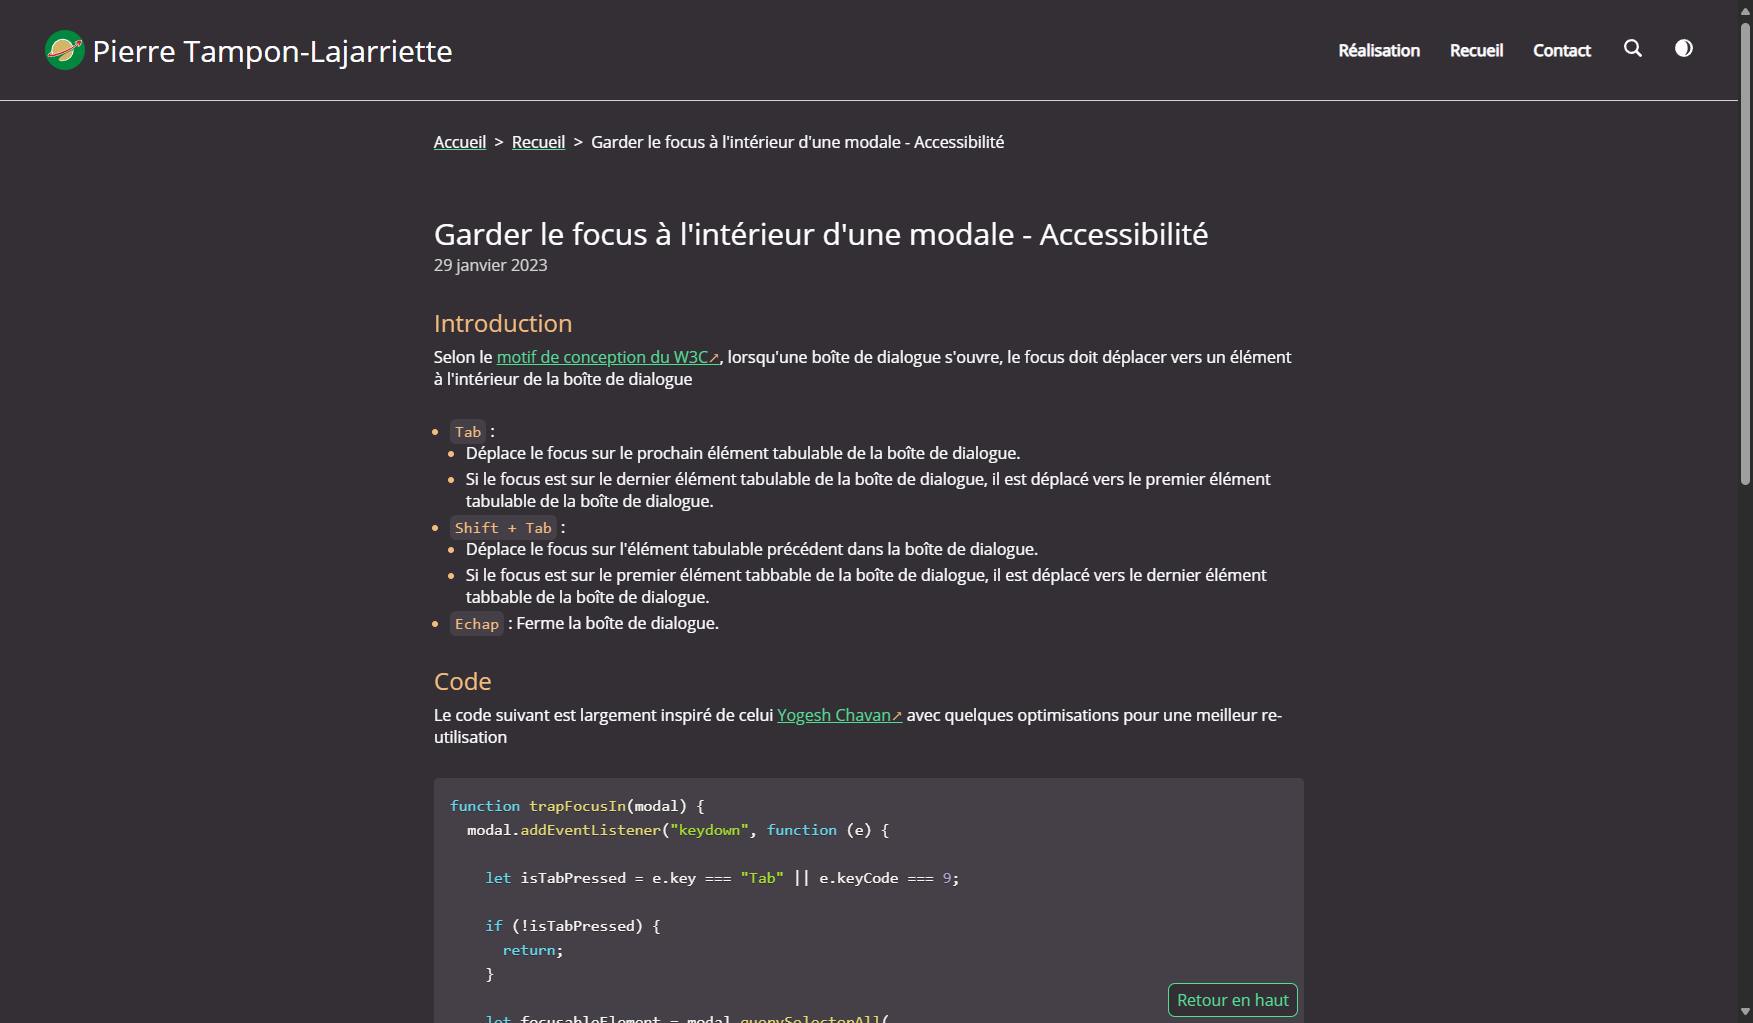 Pierre Tampon-Lajarriette
Réalisation Recueil Contact
Accueil > Recueil > Garder le focus à l'intérieur d'une modale - Accessibilité
Garder le focus à l'intérieur d'une modale - Accessibilité
29 janvier 2023
Introduction
Selon le motif de conception du W3C↗, lorsqu'une boîte de dialogue s'ouvre, le focus doit déplacer vers un élément
à l'intérieur de la boîte de dialogue
Tab :
Déplace le focus sur le prochain élément tabulable de la boîte de dialogue.
Si le focus est sur le dernier élément tabulable de la boîte de dialogue, il est déplacé vers le premier élément
tabulable de la boîte de dialogue.
Shift + Tab :
Déplace le focus sur l'élément tabulable précédent dans la boîte de dialogue.
Si le focus est sur le premier élément tabbable de la boîte de dialogue, il est déplacé vers le dernier élément
tabbable de la boîte de dialogue.
Echap : Ferme la boîte de dialogue.
Code
Le code suivant est largement inspiré de celui Yogesh Chavan↗ avec quelques optimisations pour une meilleur re-
utilisation
function trapFocusIn(modal) {
modal.addEventListener("keydown", function (e) {
let isTabPressed = e.key === "Tab" || e.keyCode === 9;
if (!isTabPressed) {
return;
}
Retour en haut
let focusableElement = modal.querySelectorAll(